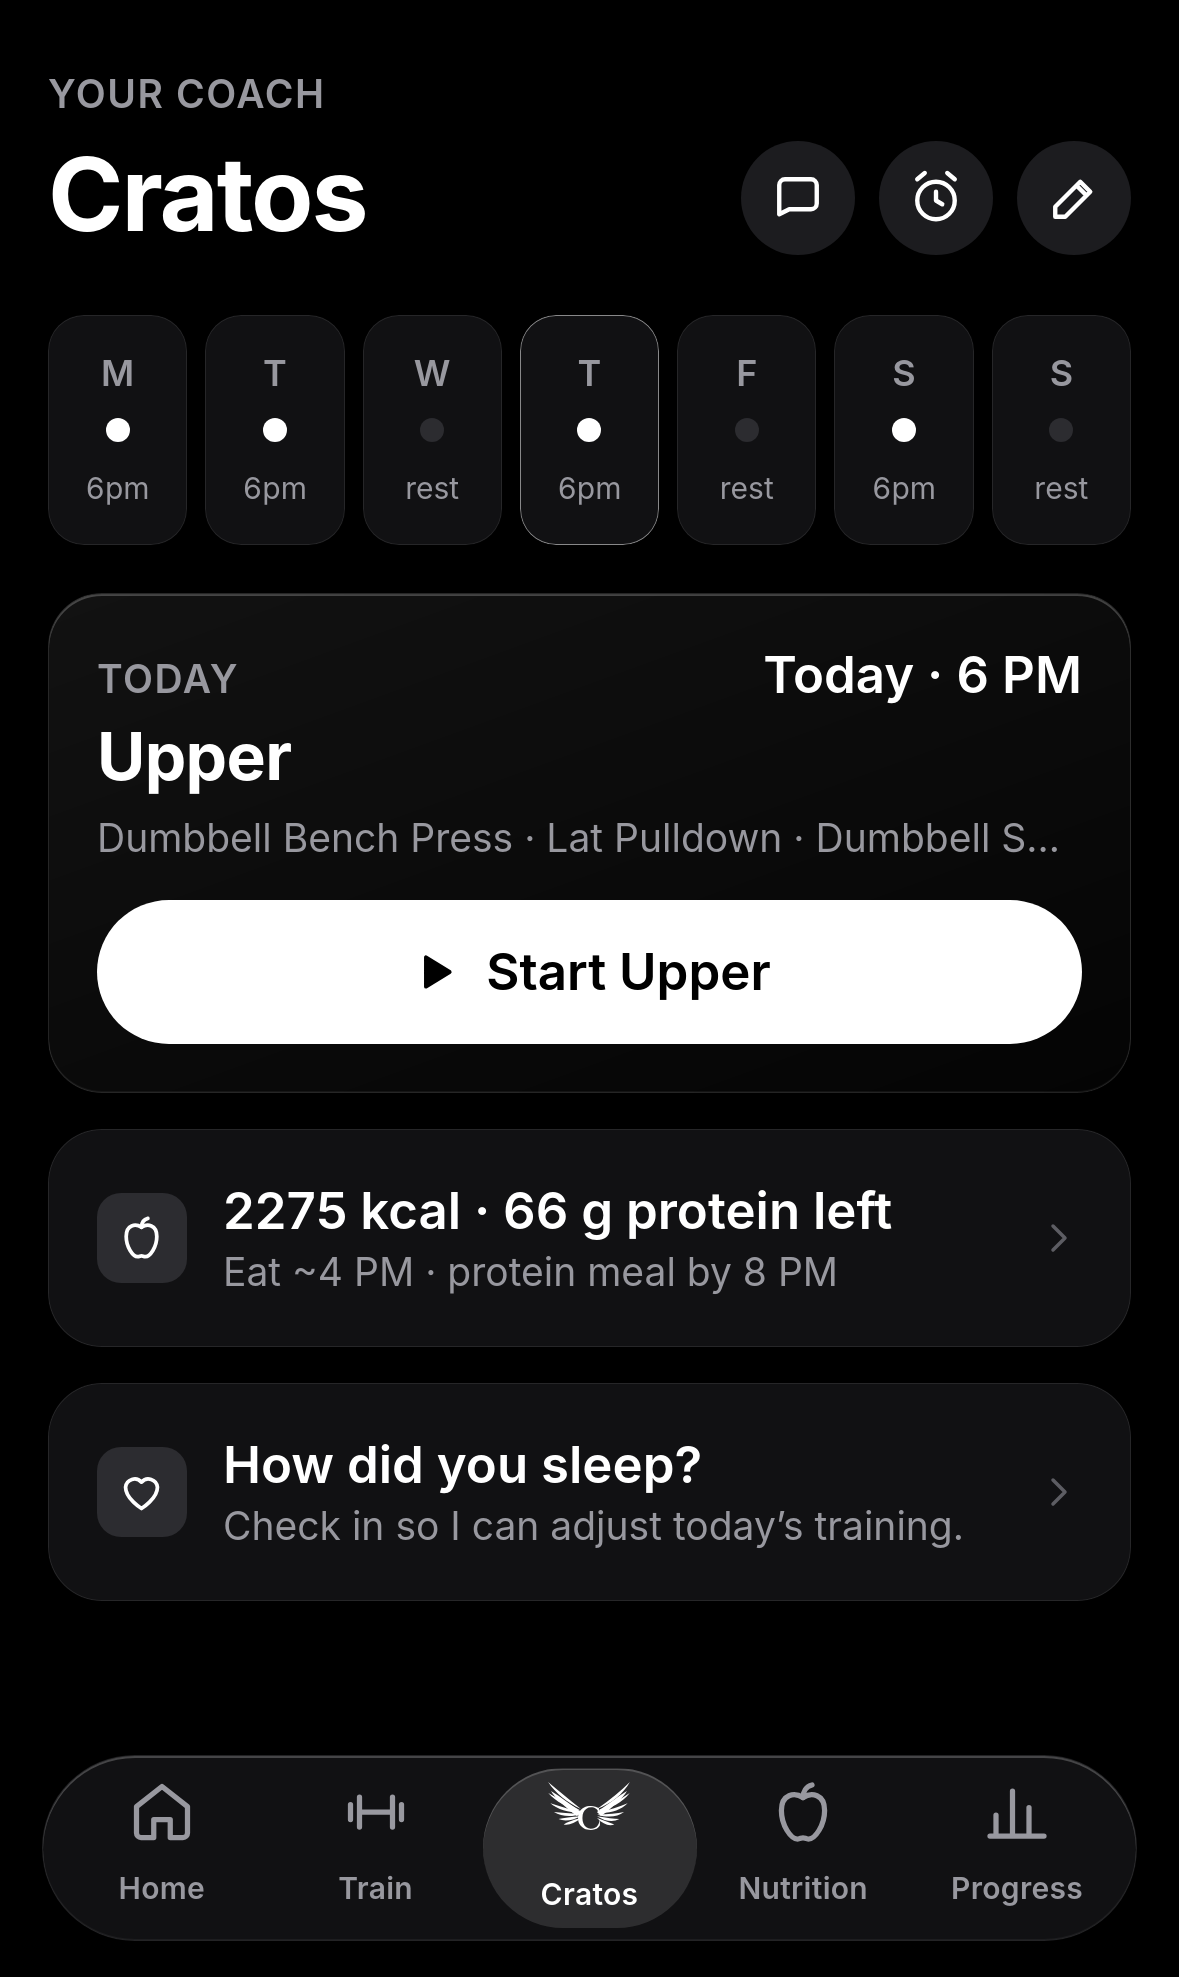 YOUR COACH
Cratos
M T W T F S S
6pm 6pm rest 6pm rest 6pm rest
TODAY
Today · 6 PM
Upper
Dumbbell Bench Press · Lat Pulldown · Dumbbell S...
Start Upper
2275 kcal · 66 g protein left
Eat ~4 PM · protein meal by 8 PM
How did you sleep?
Check in so I can adjust today’s training.
C
Home Train Cratos Nutrition Progress